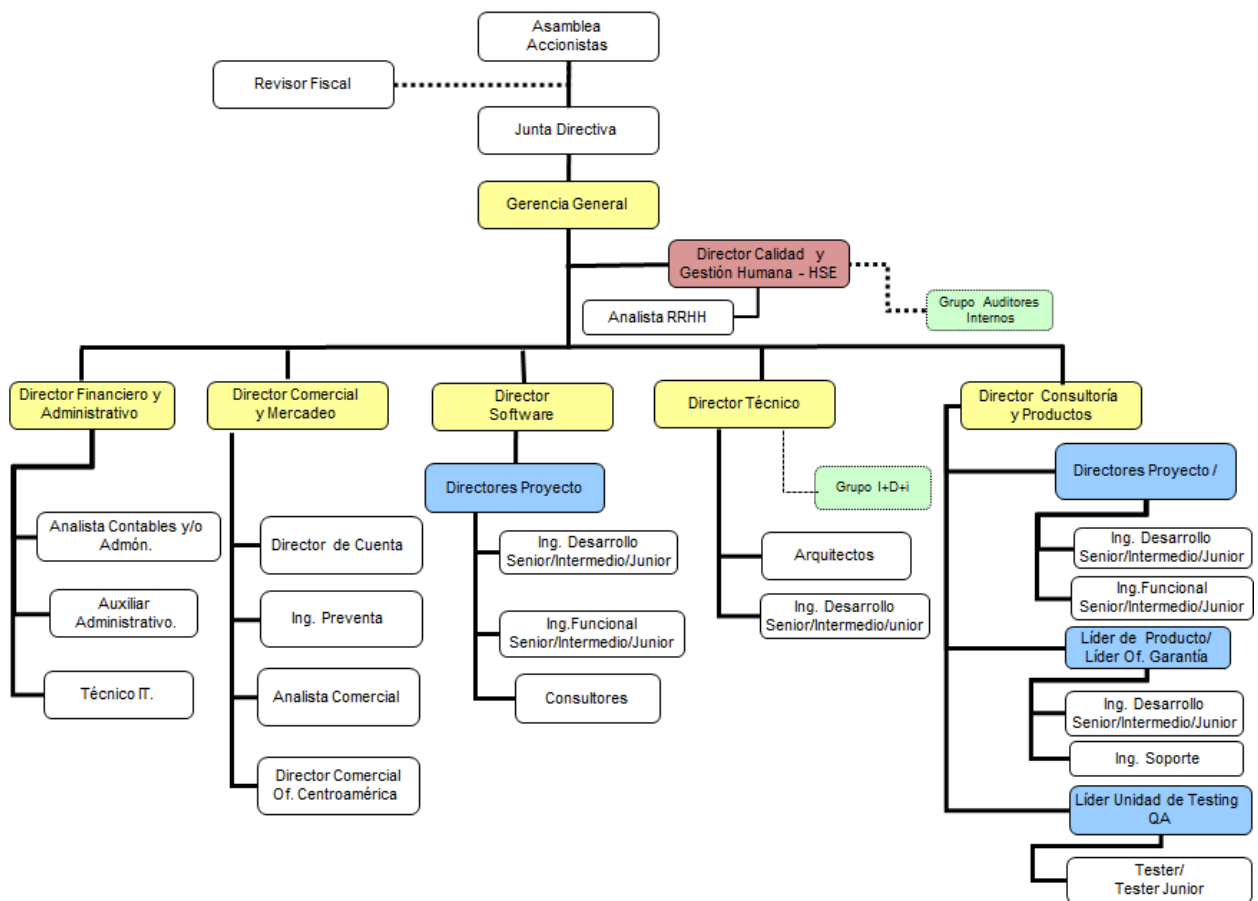 Asamblea
Accionistas
Revisor Fiscal
Junta Directiva
Gerencia General
Director Calidad y
Gestión Humana – HSE
Grupo Auditores
Internos
Analista RRHH
Director Financiero y
Administrativo
Director Comercial
y Mercadeo
Director
Software
Director Técnico
Director Consultoría
y Productos
Analista Contables y/o
Admón.
Auxiliar
Administrativo.
Técnico IT.
Director de Cuenta
Ing. Preventa
Analista Comercial
Director Comercial
Of. Centroamérica
Directores Proyecto
Ing. Desarrollo
Senior/Intermedio/Junior
Ing.Funcional
Senior/Intermedio/Junior
Consultores
Grupo I+D+i
Arquitectos
Ing. Desarrollo
Senior/Intermedio/unior
Directores Proyecto /
Ing. Desarrollo
Senior/Intermedio/Junior
Ing.Funcional
Senior/Intermedio/Junior
Líder de Producto/
Líder Of. Garantía
Ing. Desarrollo
Senior/Intermedio/Junior
Ing. Soporte
Líder Unidad de Testing
QA
Tester/
Tester Junior